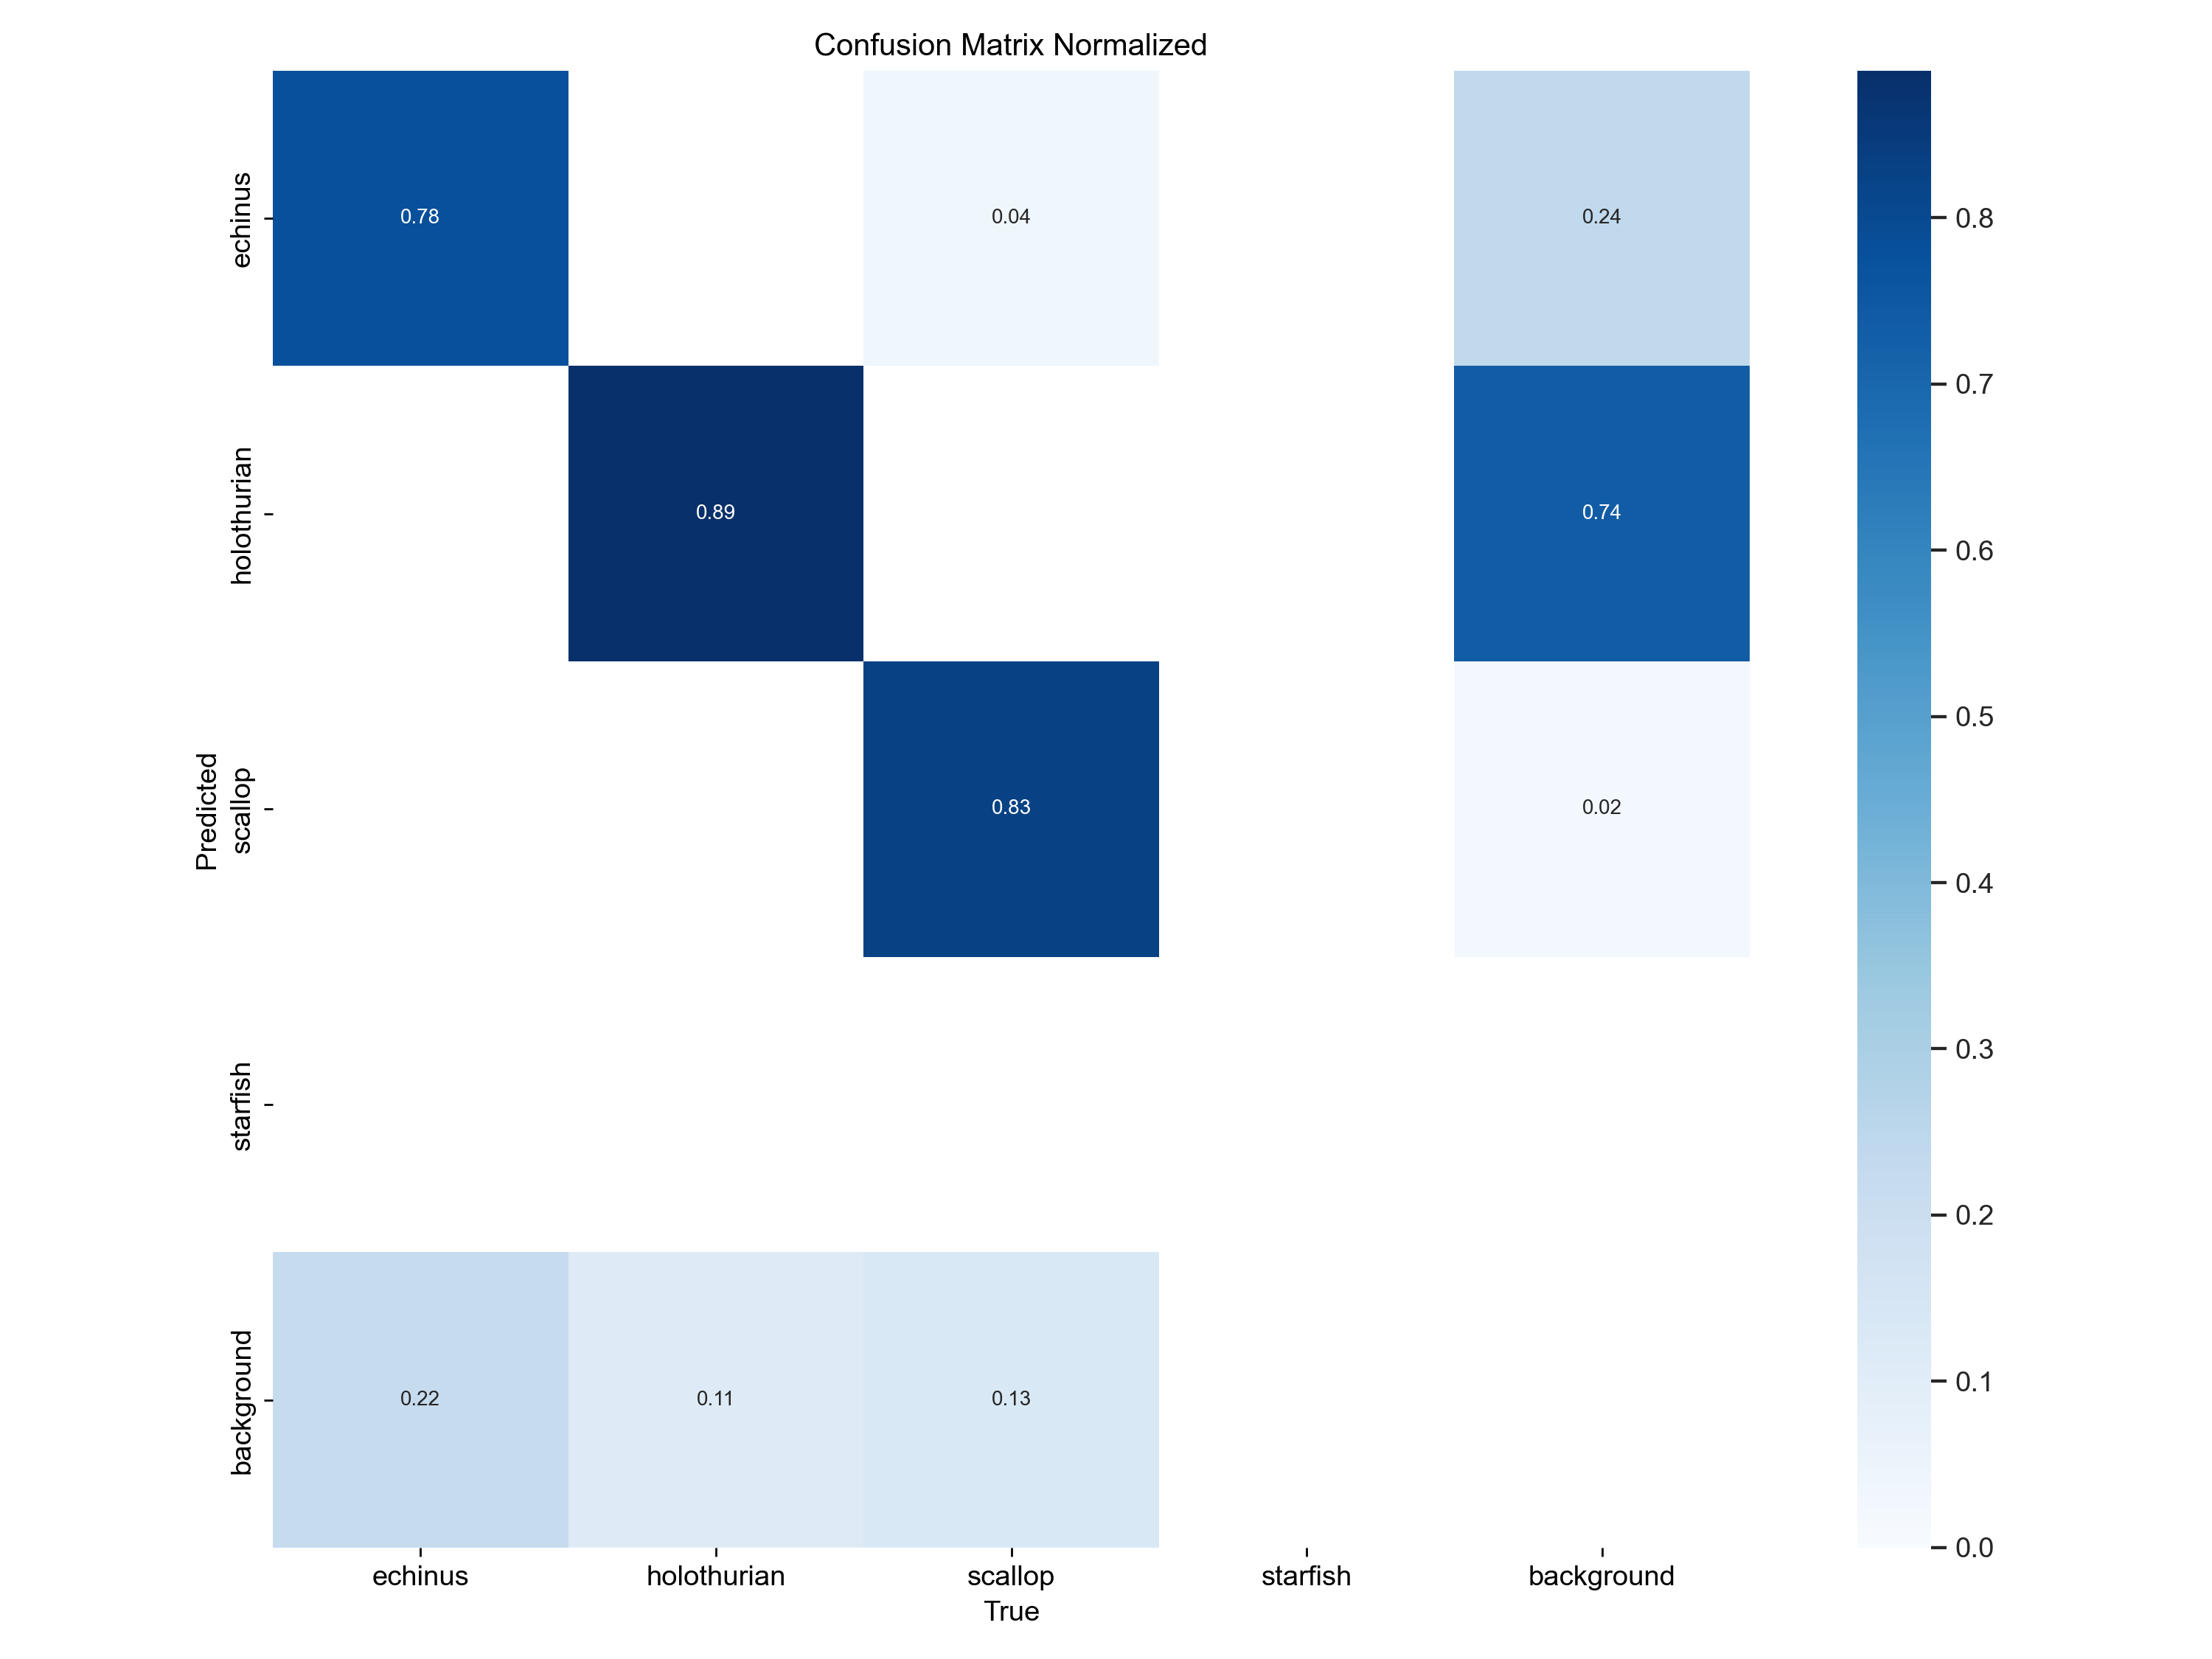 Confusion Matrix Normalized
Predicted
echinus
0.78
0.04
0.24
holothurian
0.89
0.74
scallop
0.83
0.02
starfish
background
0.22
0.11
0.13
echinus
holothurian
scallop
starfish
background
True
0.8
0.7
0.6
0.5
0.4
0.3
0.2
0.1
0.0